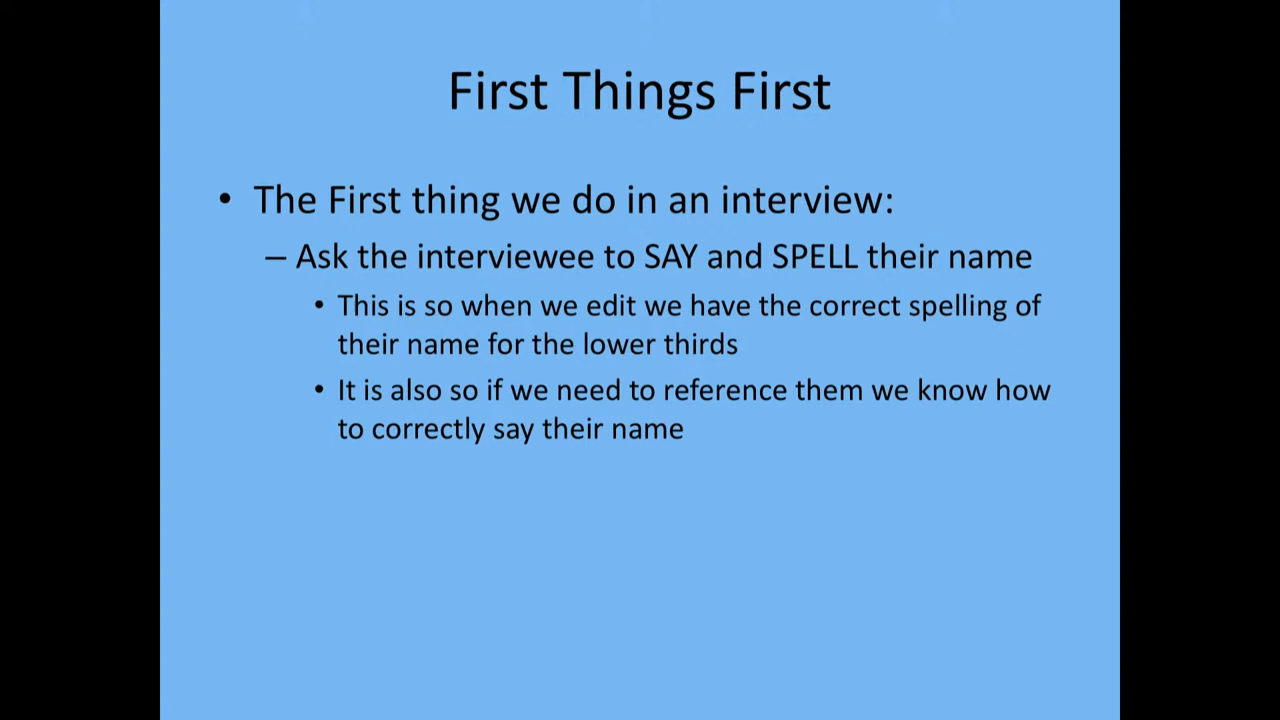 First Things First
• The First thing we do in an interview:
– Ask the interviewee to SAY and SPELL their name
• This is so when we edit we have the correct spelling of
their name for the lower thirds
• It is also so if we need to reference them we know how
to correctly say their name